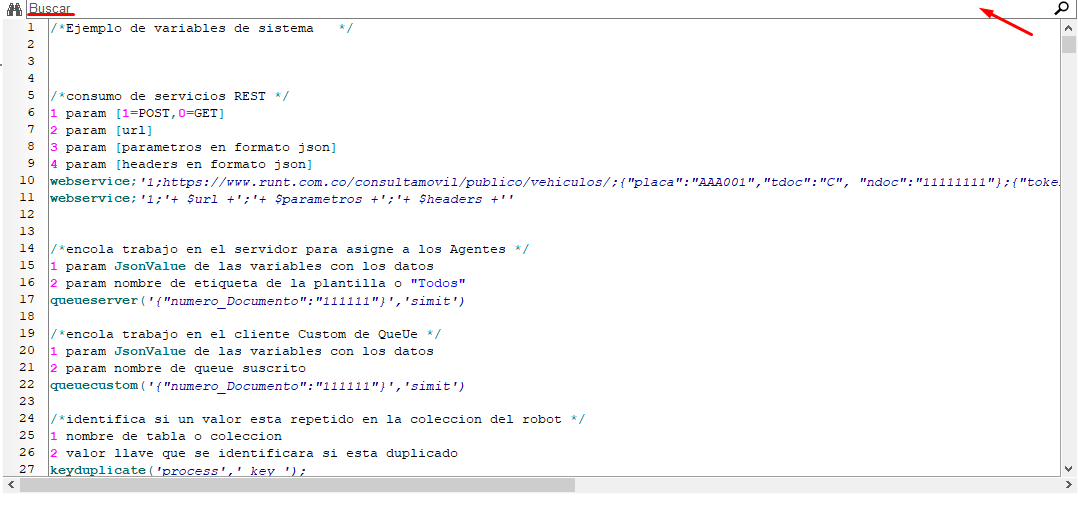 Buscar
1 /*Ejemplo de variables de sistema */
2
3
4
5 /*consumo de servicios REST */
6 1 param [1=POST,0=GET]
7 2 param [url]
8 3 param [parametros en formato json]
9 4 param [headers en formato json]
10 webservice;'1;https://www.runt.com.co/consultamovil/publico/vehiculos/;{"placa":"AAA001","tdoc":"C", "ndoc":"11111111"};{"toke
11 webservice;'1;'+ $url +';'+ $parametros +';'+ $headers +''
12
13
14 /*encola trabajo en el servidor para asigne a los Agentes */
15 1 param JsonValue de las variables con los datos
16 2 param nombre de etiqueta de la plantilla o "Todos"
17 queueserver('{"numero_Documento":"111111"}','simit')
18
19 /*encola trabajo en el cliente Custom de QueUe */
20 1 param JsonValue de las variables con los datos
21 2 param nombre de queue suscrito
22 queuecustom('{"numero_Documento":"111111"}','simit')
23
24 /*identifica si un valor esta repetido en la coleccion del robot */
25 1 nombre de tabla o coleccion
26 2 valor llave que se identificara si esta duplicado
27 keyduplicate('process',' key ');